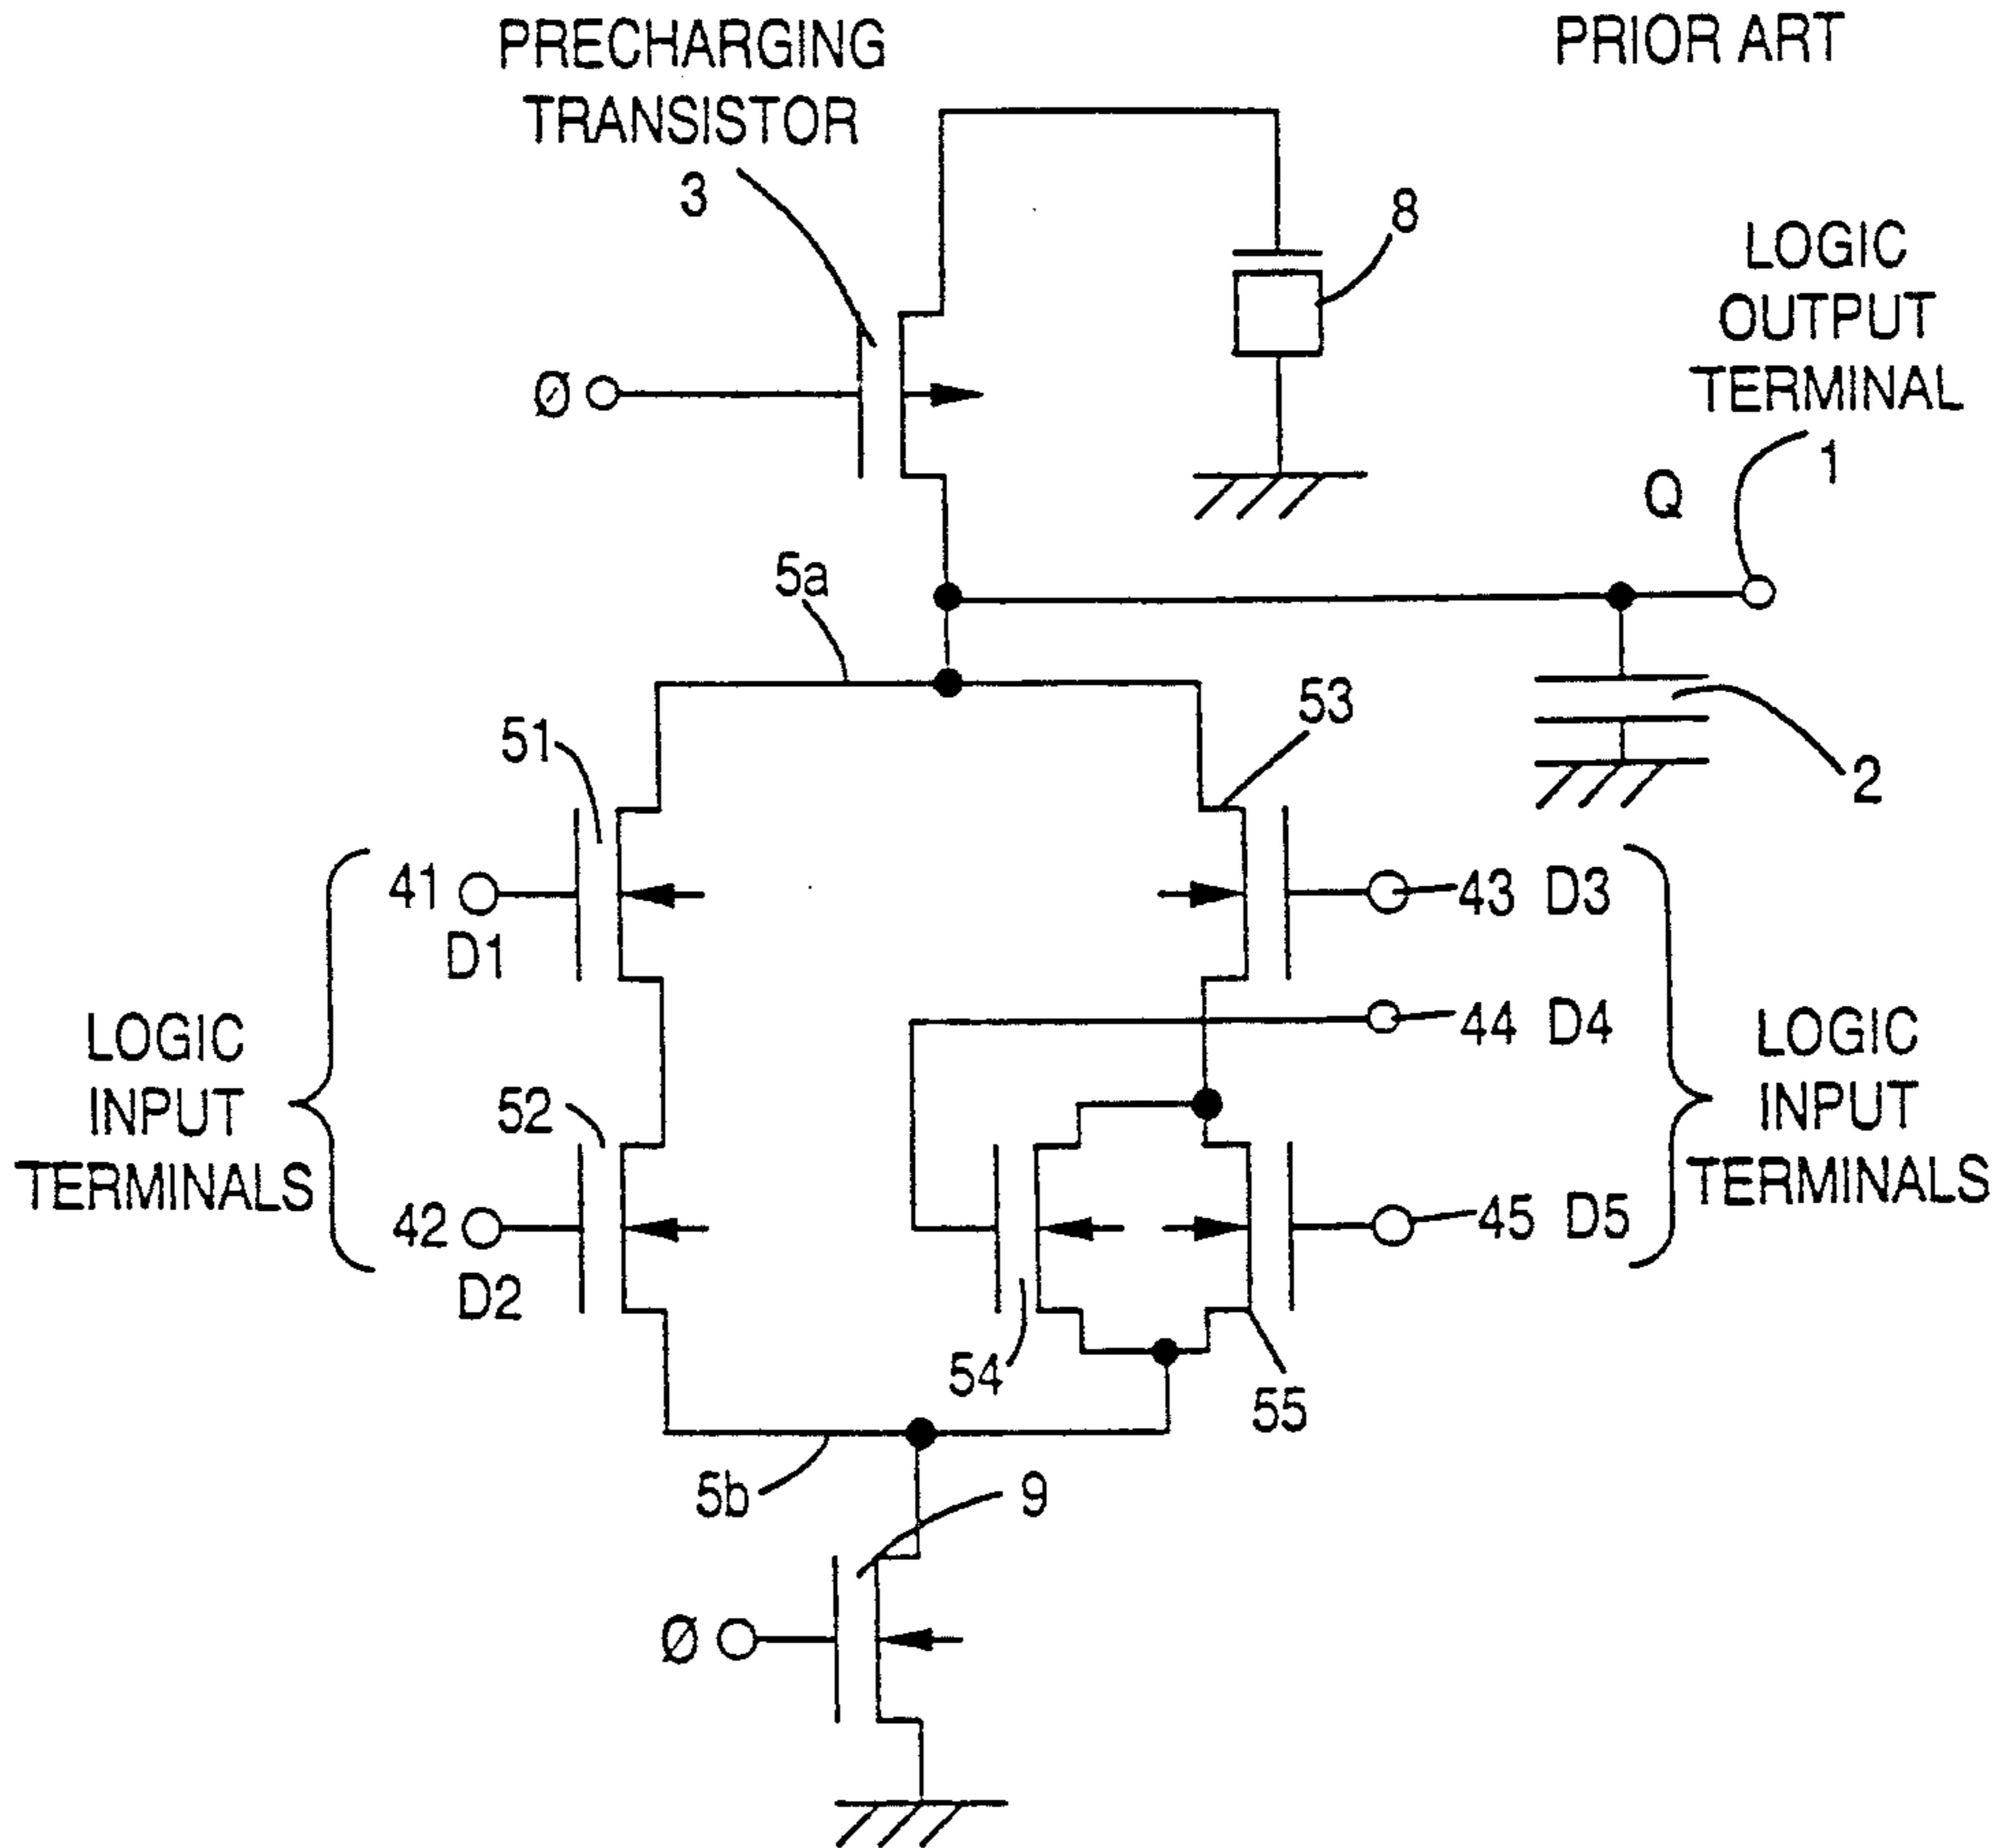 PRECHARGING
TRANSISTOR
3
PRIOR ART
8
LOGIC
OUTPUT
TERMINAL
1
Ø
Q
5a
53
51
2
41
D1
43 D3
44 D4
LOGIC
INPUT
TERMINALS
LOGIC
INPUT
TERMINALS
52
42
D2
45 D5
54
55
5b
9
Ø